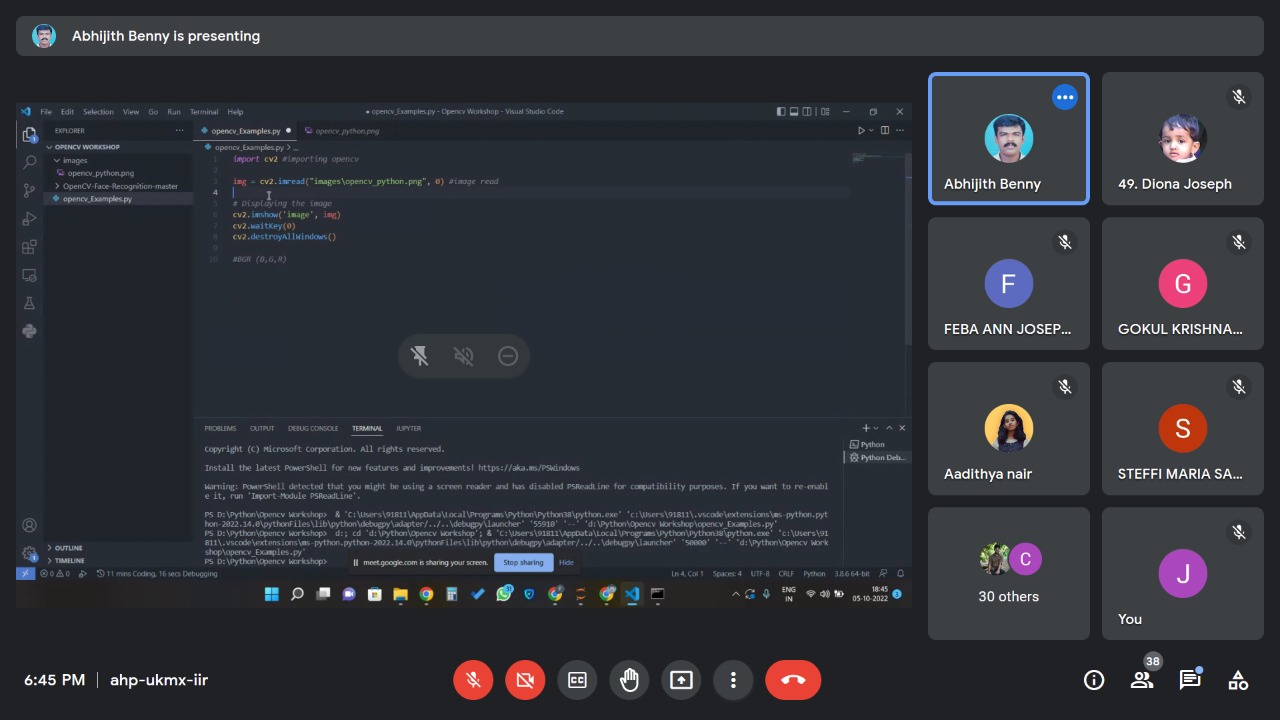 Abhijith Benny is presenting
File Edit Selection View Go Run Terminal Help
● opencv_Examples.py - Opencv Workshop - Visual Studio Code
EXPLORER
OPENCV WORKSHOP
images
opencv_python.png
OpenCV-Face-Recognition-master
opencv_Examples.py
OUTLINE
TIMELINE
opencv_Examples.py ●
opencv_python.png
opencv_Examples.py > ...
1 import cv2 #importing opencv
2
3 img = cv2.imread("images\opencv_python.png", 0) #image read
4
5 # Displaying the image
6 cv2.imshow('image', img)
7 cv2.waitKey(0)
8 cv2.destroyAllWindows()
9
10 #BGR (B,G,R)
PROBLEMS OUTPUT DEBUG CONSOLE TERMINAL JUPYTER
Python
Python Deb...
Copyright (C) Microsoft Corporation. All rights reserved.
Install the latest PowerShell for new features and improvements! https://aka.ms/PSWindows
Warning: PowerShell detected that you might be using a screen reader and has disabled PSReadLine for compatibility purposes. If you want to re-enabl
e it, run 'Import-Module PSReadLine'.
PS D:\Python\Opencv Workshop>  & 'C:\Users\91811\AppData\Local\Programs\Python\Python38\python.exe' 'c:\Users\91811\.vscode\extensions\ms-python.pyt
hon-2022.14.0\pythonFiles\lib\python\debugpy\adapter/../..\debugpy\launcher' '55910' '--' 'd:\Python\Opencv Workshop\opencv_Examples.py'
PS D:\Python\Opencv Workshop>  d:; cd 'd:\Python\Opencv Workshop'; & 'C:\Users\91811\AppData\Local\Programs\Python\Python38\python.exe' 'c:\Users\91
811\.vscode\extensions\ms-python.python-2022.14.0\pythonFiles\lib\python\debugpy\adapter/../..\debugpy\launcher' '50000' '--' 'd:\Python\Opencv Work
shop\opencv_Examples.py'
PS D:\Python\Opencv Workshop>
meet.google.com is sharing your screen. Stop sharing Hide
0 0 11 mins Coding, 16 secs Debugging
Ln 4, Col 1 Spaces: 4 UTF-8 CRLF Python 3.8.6 64-bit
ENG
IN
18:45
05-10-2022
3
Abhijith Benny
49. Diona Joseph
F
FEBA ANN JOSEP...
G
GOKUL KRISHNA...
Aadithya nair
S
STEFFI MARIA SA...
C
30 others
J
You
6:45 PM | ahp-ukmx-iir
38